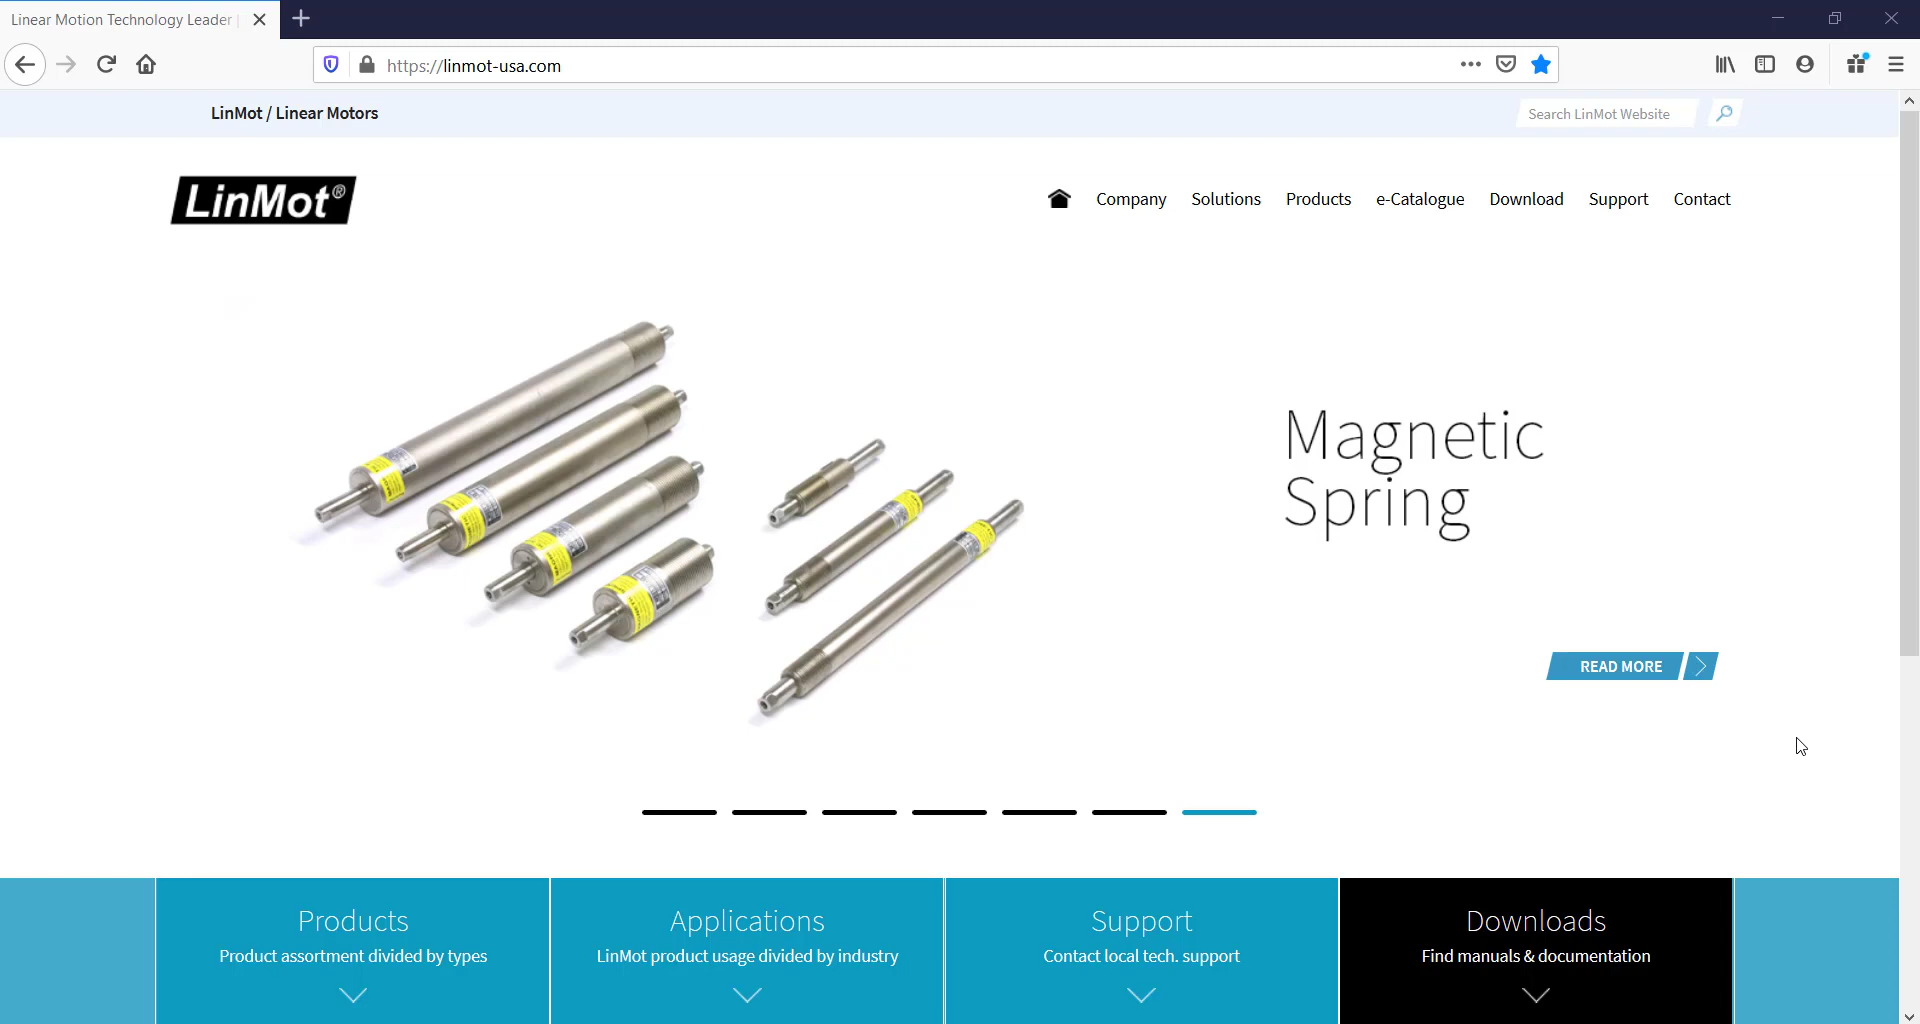 Linear Motion Technology Leader |
https://linmot-usa.com
LinMot / Linear Motors
Search LinMot Website
LinMot®
Company Solutions Products e-Catalogue Download Support Contact
Magnetic
Spring
READ MORE
Products
Product assortment divided by types
Applications
LinMot product usage divided by industry
Support
Contact local tech. support
Downloads
Find manuals & documentation